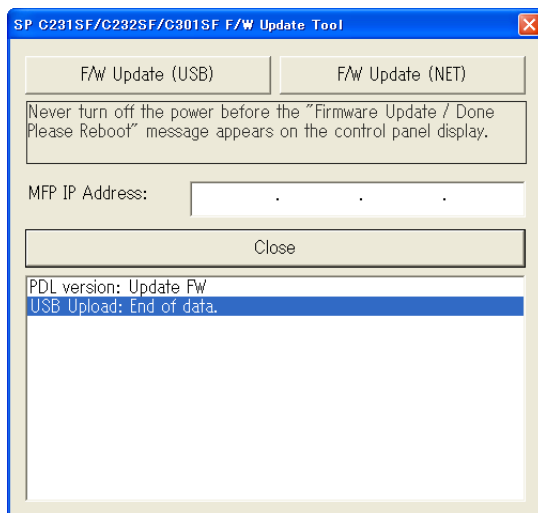 SP C231SF/C232SF/C301SF F/W Update Tool
F/W Update (USB) F/W Update (NET)
Never turn off the power before the "Firmware Update / Done
Please Reboot" message appears on the control panel display.
MFP IP Address: . . .
Close
PDL version: Update FW
USB Upload: End of data.